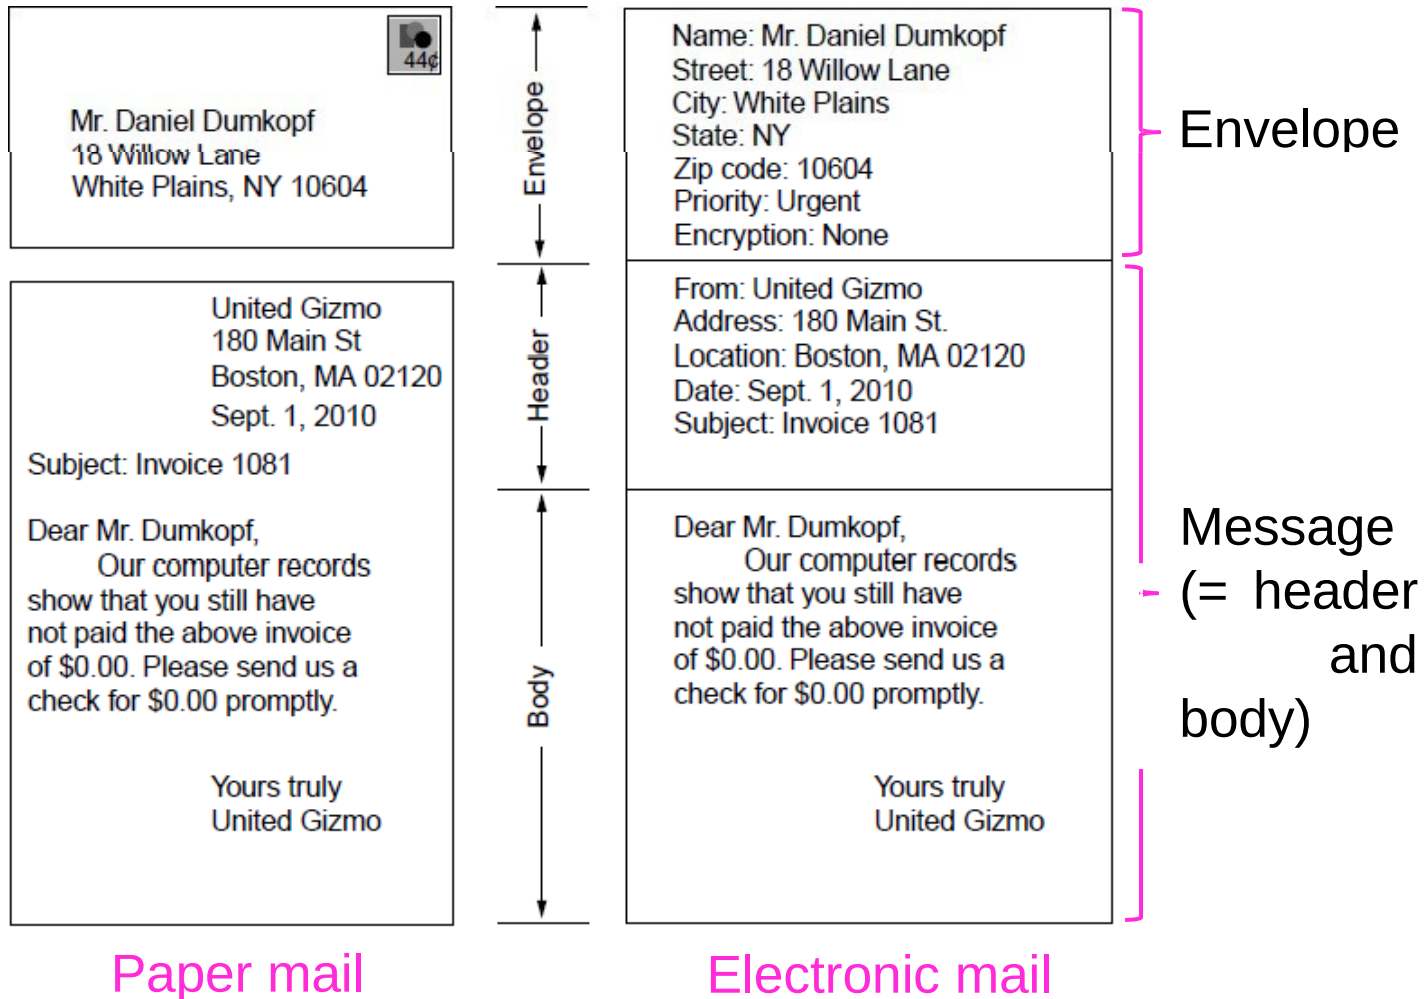 44¢
Mr. Daniel Dumkopf
18 Willow Lane
White Plains, NY 10604
United Gizmo
180 Main St
Boston, MA 02120
Sept. 1, 2010
Subject: Invoice 1081
Dear Mr. Dumkopf,
Our computer records
show that you still have
not paid the above invoice
of $0.00. Please send us a
check for $0.00 promptly.
Yours truly
United Gizmo
Paper mail
Envelope
Header
Body
Name: Mr. Daniel Dumkopf
Street: 18 Willow Lane
City: White Plains
State: NY
Zip code: 10604
Priority: Urgent
Encryption: None
From: United Gizmo
Address: 180 Main St.
Location: Boston, MA 02120
Date: Sept. 1, 2010
Subject: Invoice 1081
Dear Mr. Dumkopf,
Our computer records
show that you still have
not paid the above invoice
of $0.00. Please send us a
check for $0.00 promptly.
Yours truly
United Gizmo
Electronic mail
Envelope
Message
(= header
and
body)